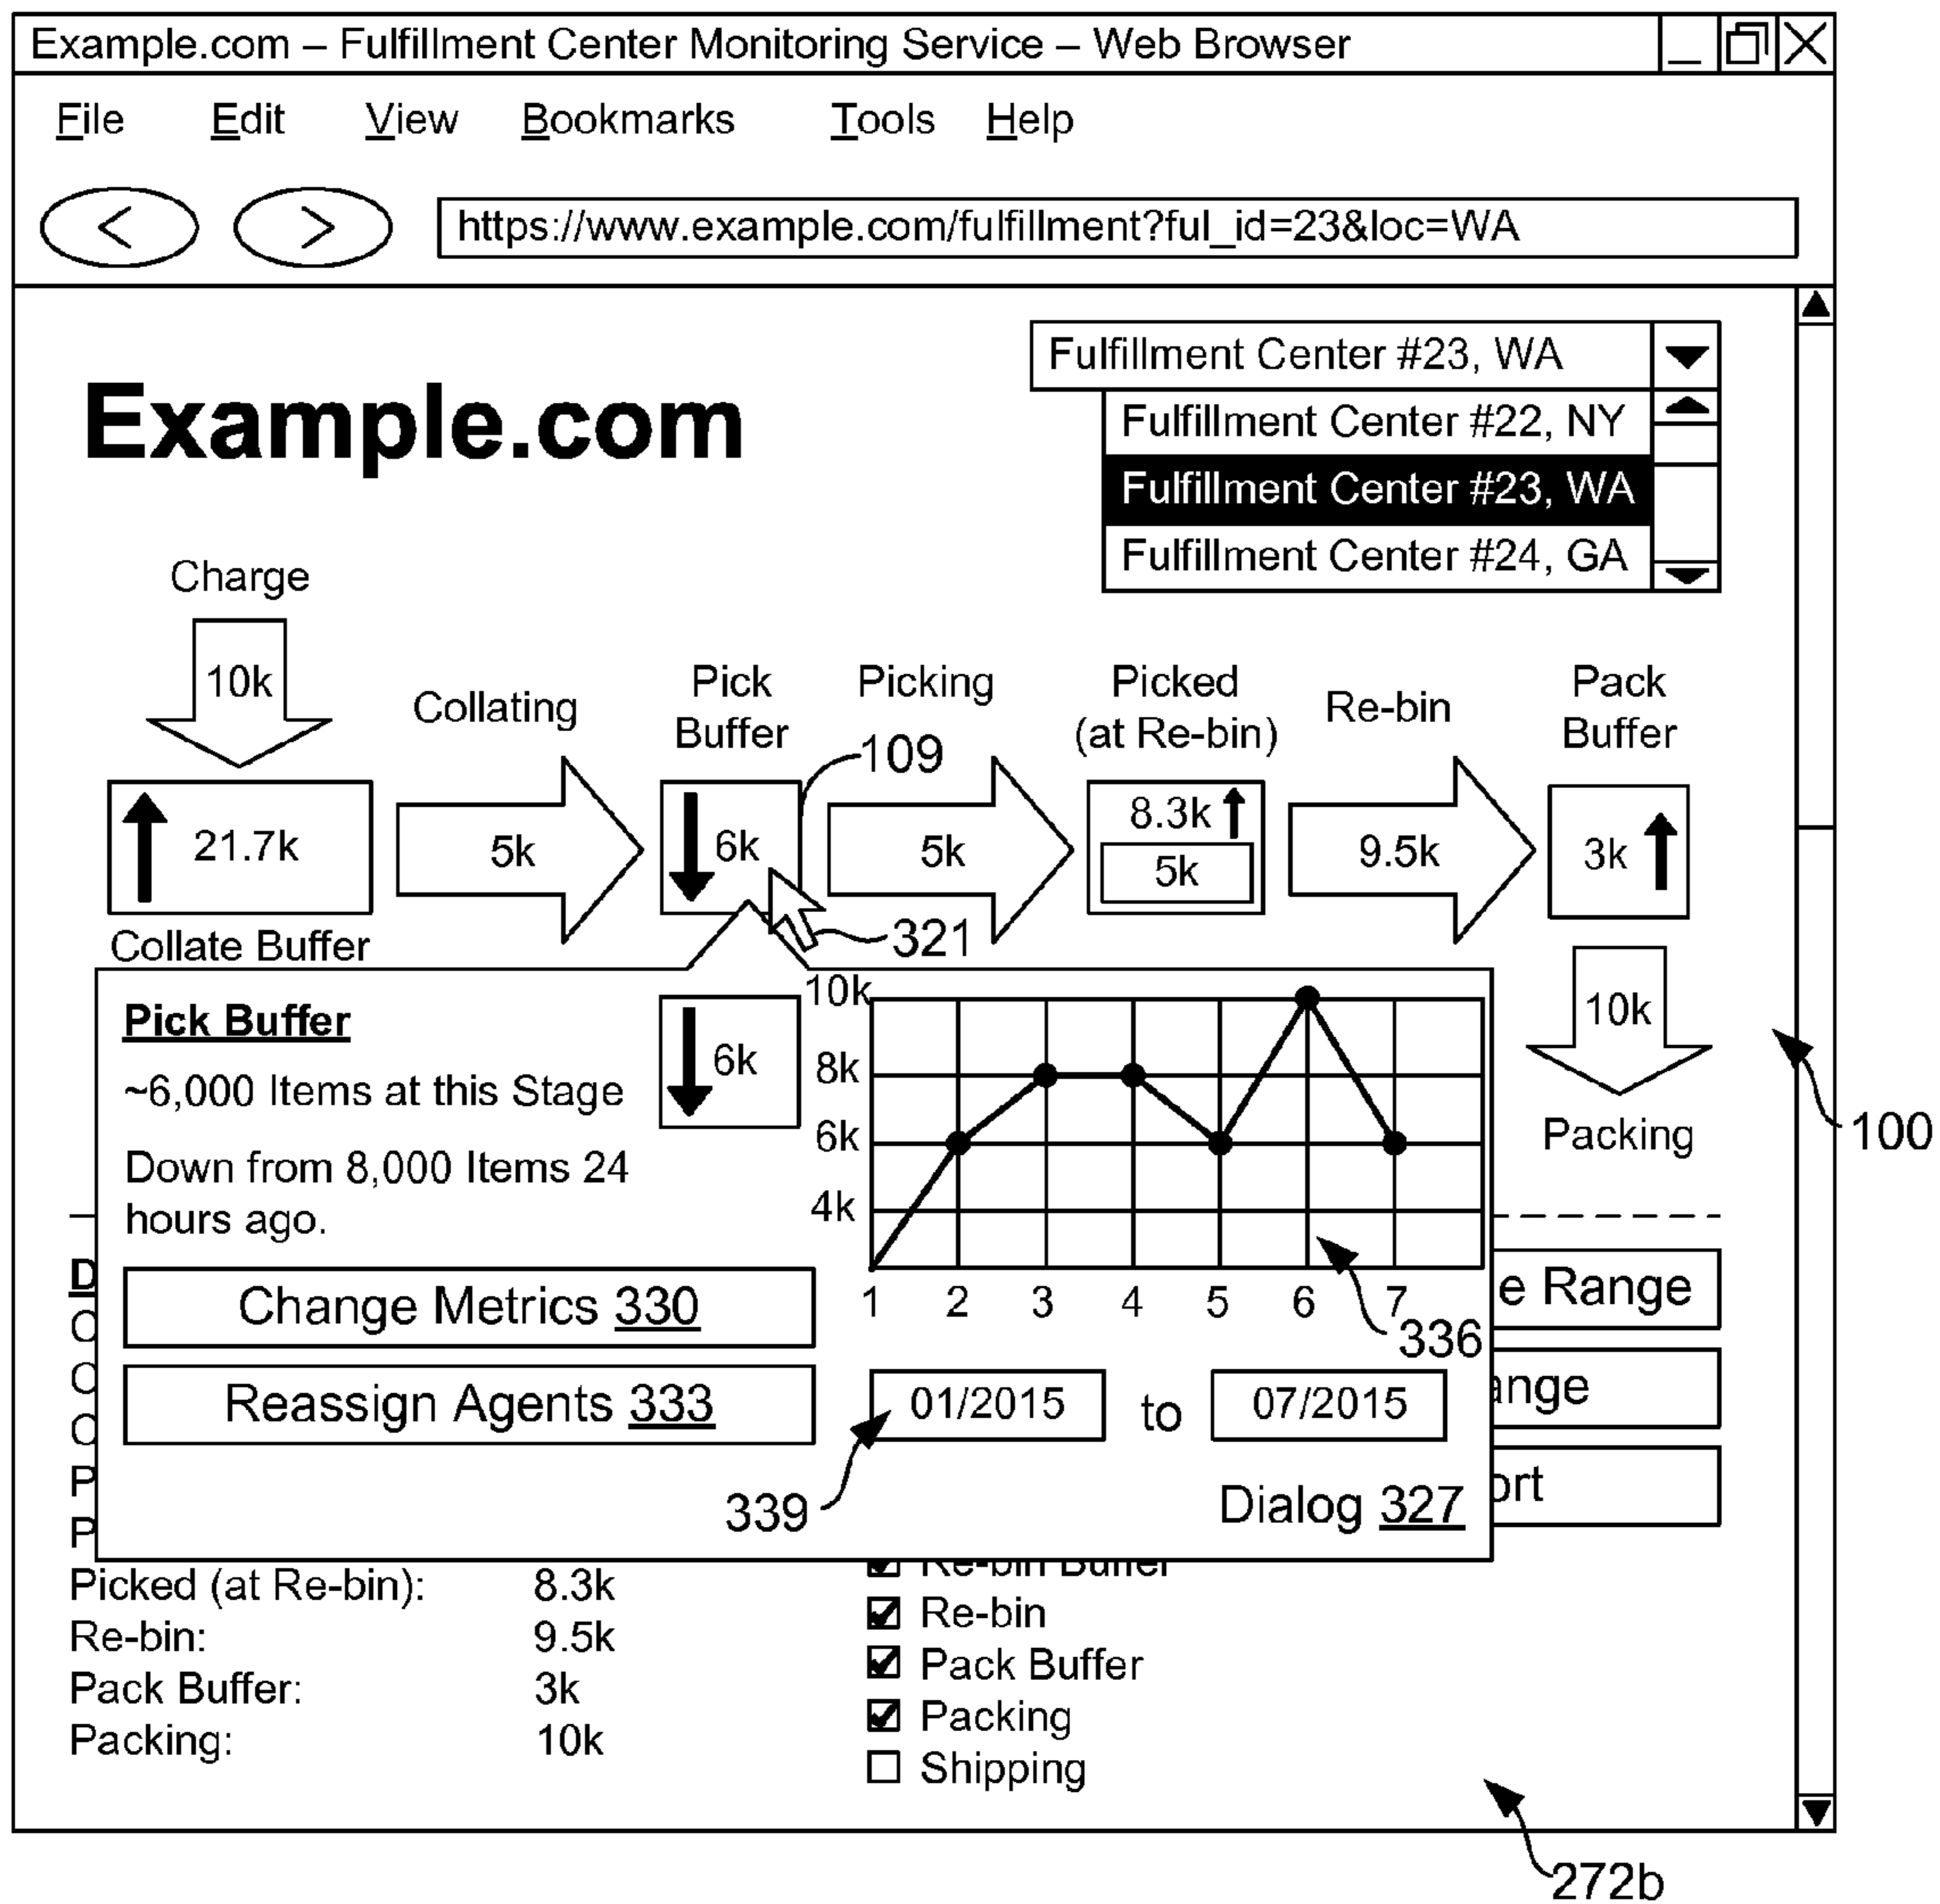 Example.com – Fulfillment Center Monitoring Service – Web Browser
File Edit View Bookmarks Tools Help
< > https://www.example.com/fulfillment?ful_id=23&loc=WA
Fulfillment Center #23, WA
Example.com
Fulfillment Center #22, NY
Fulfillment Center #23, WA
Fulfillment Center #24, GA
Charge
10k
Collating
Pick
Buffer
Picking
Picked
(at Re-bin)
Re-bin
Pack
Buffer
109
21.7k
5k
6k
5k
8.3k
5k
9.5k
3k
321
Collate Buffer
10k
Packing
100
Pick Buffer
6k
~6,000 Items at this Stage
Down from 8,000 Items 24
hours ago.
10k
8k
6k
4k
1 2 3 4 5 6 7
336
Change Metrics 330
Reassign Agents 333
01/2015 to 07/2015
339
Dialog 327
D
C
C
C
P
P
e Range
ange
ort
Picked (at Re-bin): 8.3k
Re-bin: 9.5k
Pack Buffer: 3k
Packing: 10k
Re-bin Buffer
Re-bin
Pack Buffer
Packing
Shipping
272b